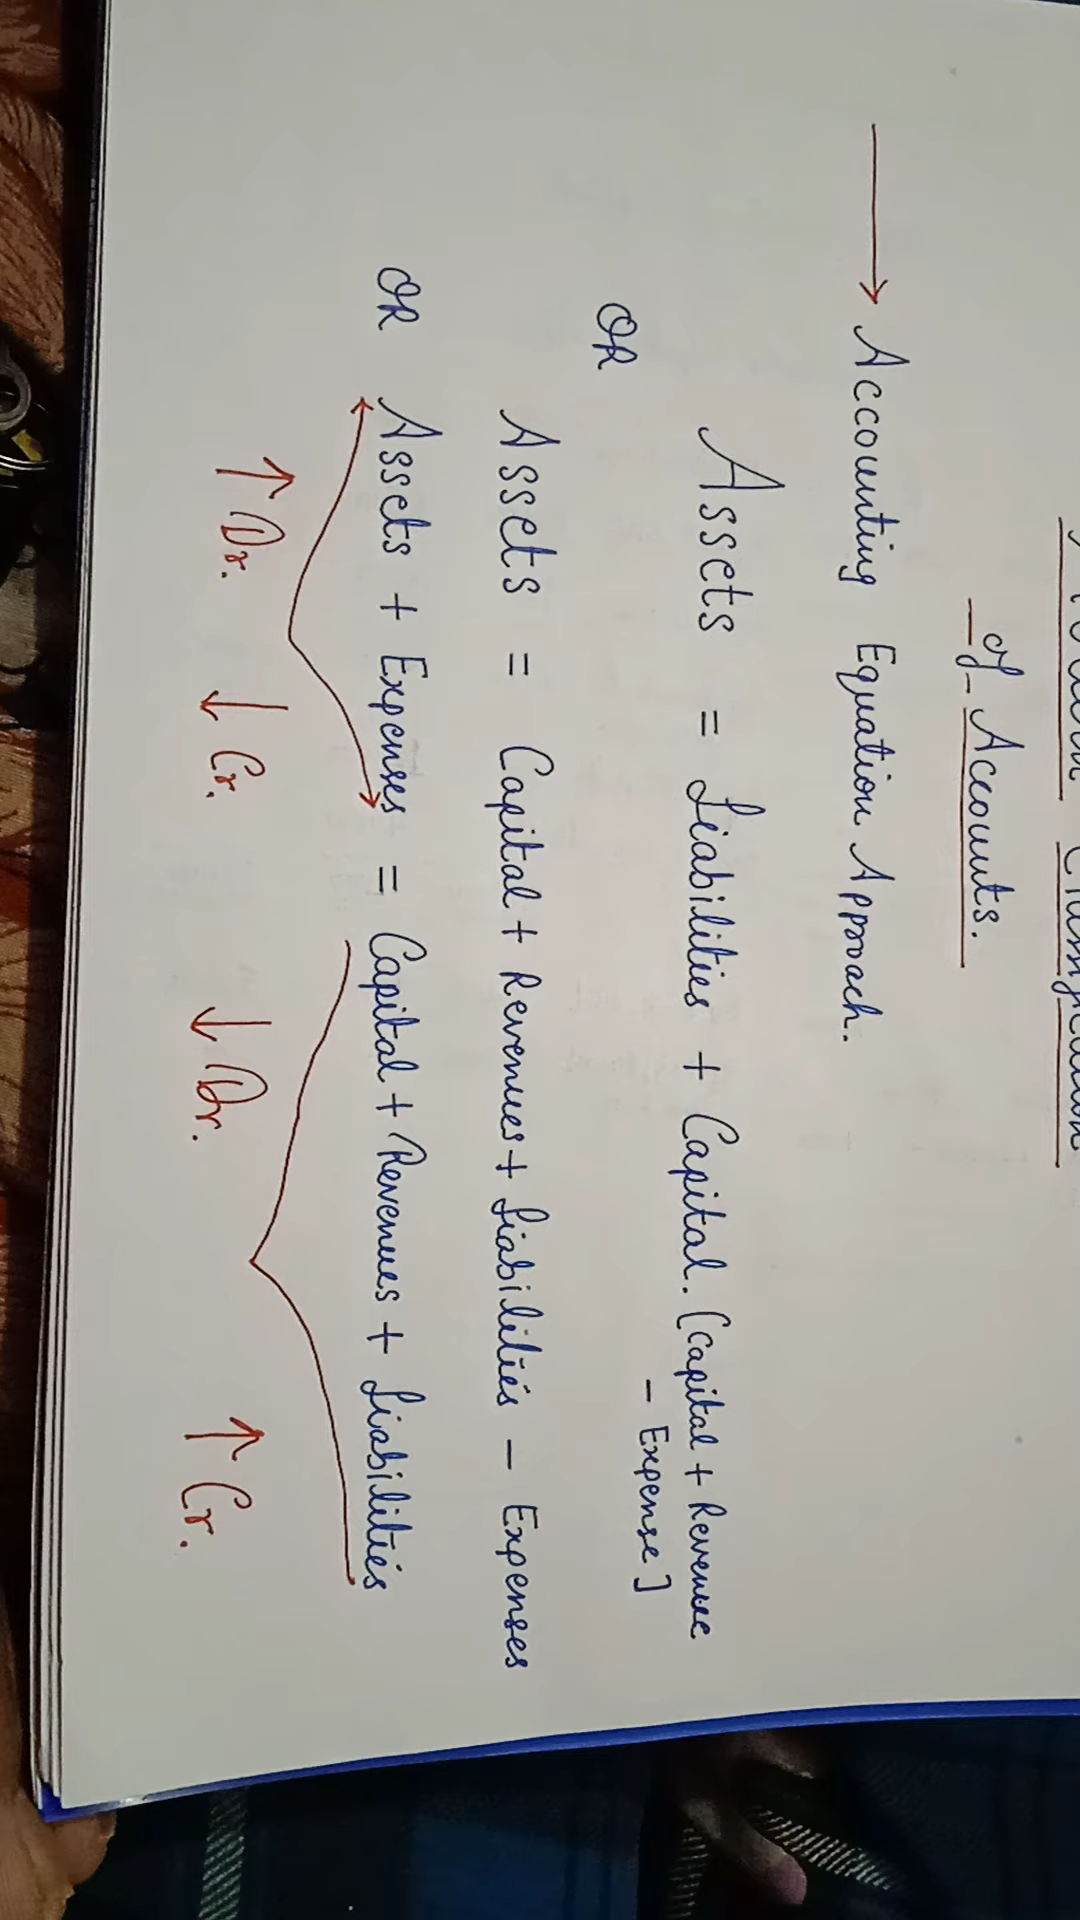 of Accounts.
→ Accounting Equation Approach.
Assets = Liabilities + Capital. (Capital + Revenue
- Expense]
OR
Assets = Capital + Revenues + Liabilities - Expenses
OR Assets + Expenses = Capital + Revenues + Liabilities
↑ Dr. ↓ Cr. ↓ Dr. ↑ Cr.